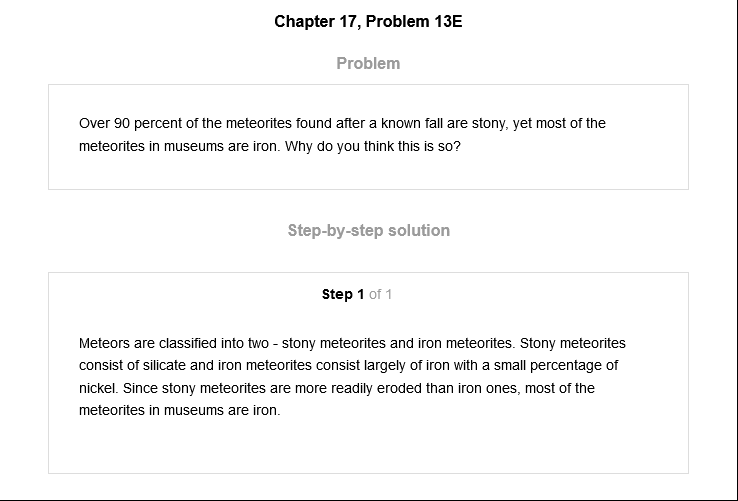 Chapter 17, Problem 13E
Problem
Over 90 percent of the meteorites found after a known fall are stony, yet most of the
meteorites in museums are iron. Why do you think this is so?
Step-by-step solution
Step 1 of 1
Meteors are classified into two - stony meteorites and iron meteorites. Stony meteorites
consist of silicate and iron meteorites consist largely of iron with a small percentage of
nickel. Since stony meteorites are more readily eroded than iron ones, most of the
meteorites in museums are iron.